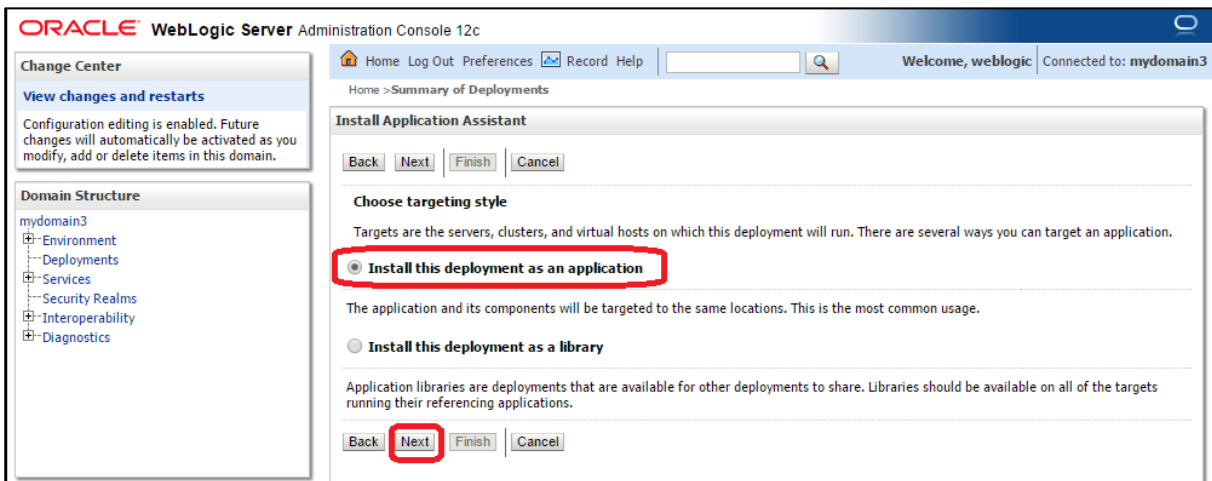 ORACLE WebLogic Server Administration Console 12c
Change Center
View changes and restarts
Configuration editing is enabled. Future
changes will automatically be activated as you
modify, add or delete items in this domain.
Domain Structure
mydomain3
Environment
Deployments
Services
Security Realms
Interoperability
Diagnostics
Home Log Out Preferences Record Help
Welcome, weblogic Connected to: mydomain3
Home >Summary of Deployments
Install Application Assistant
Back Next Finish Cancel
Choose targeting style
Targets are the servers, clusters, and virtual hosts on which this deployment will run. There are several ways you can target an application.
Install this deployment as an application
The application and its components will be targeted to the same locations. This is the most common usage.
Install this deployment as a library
Application libraries are deployments that are available for other deployments to share. Libraries should be available on all of the targets
running their referencing applications.
Back Next Finish Cancel